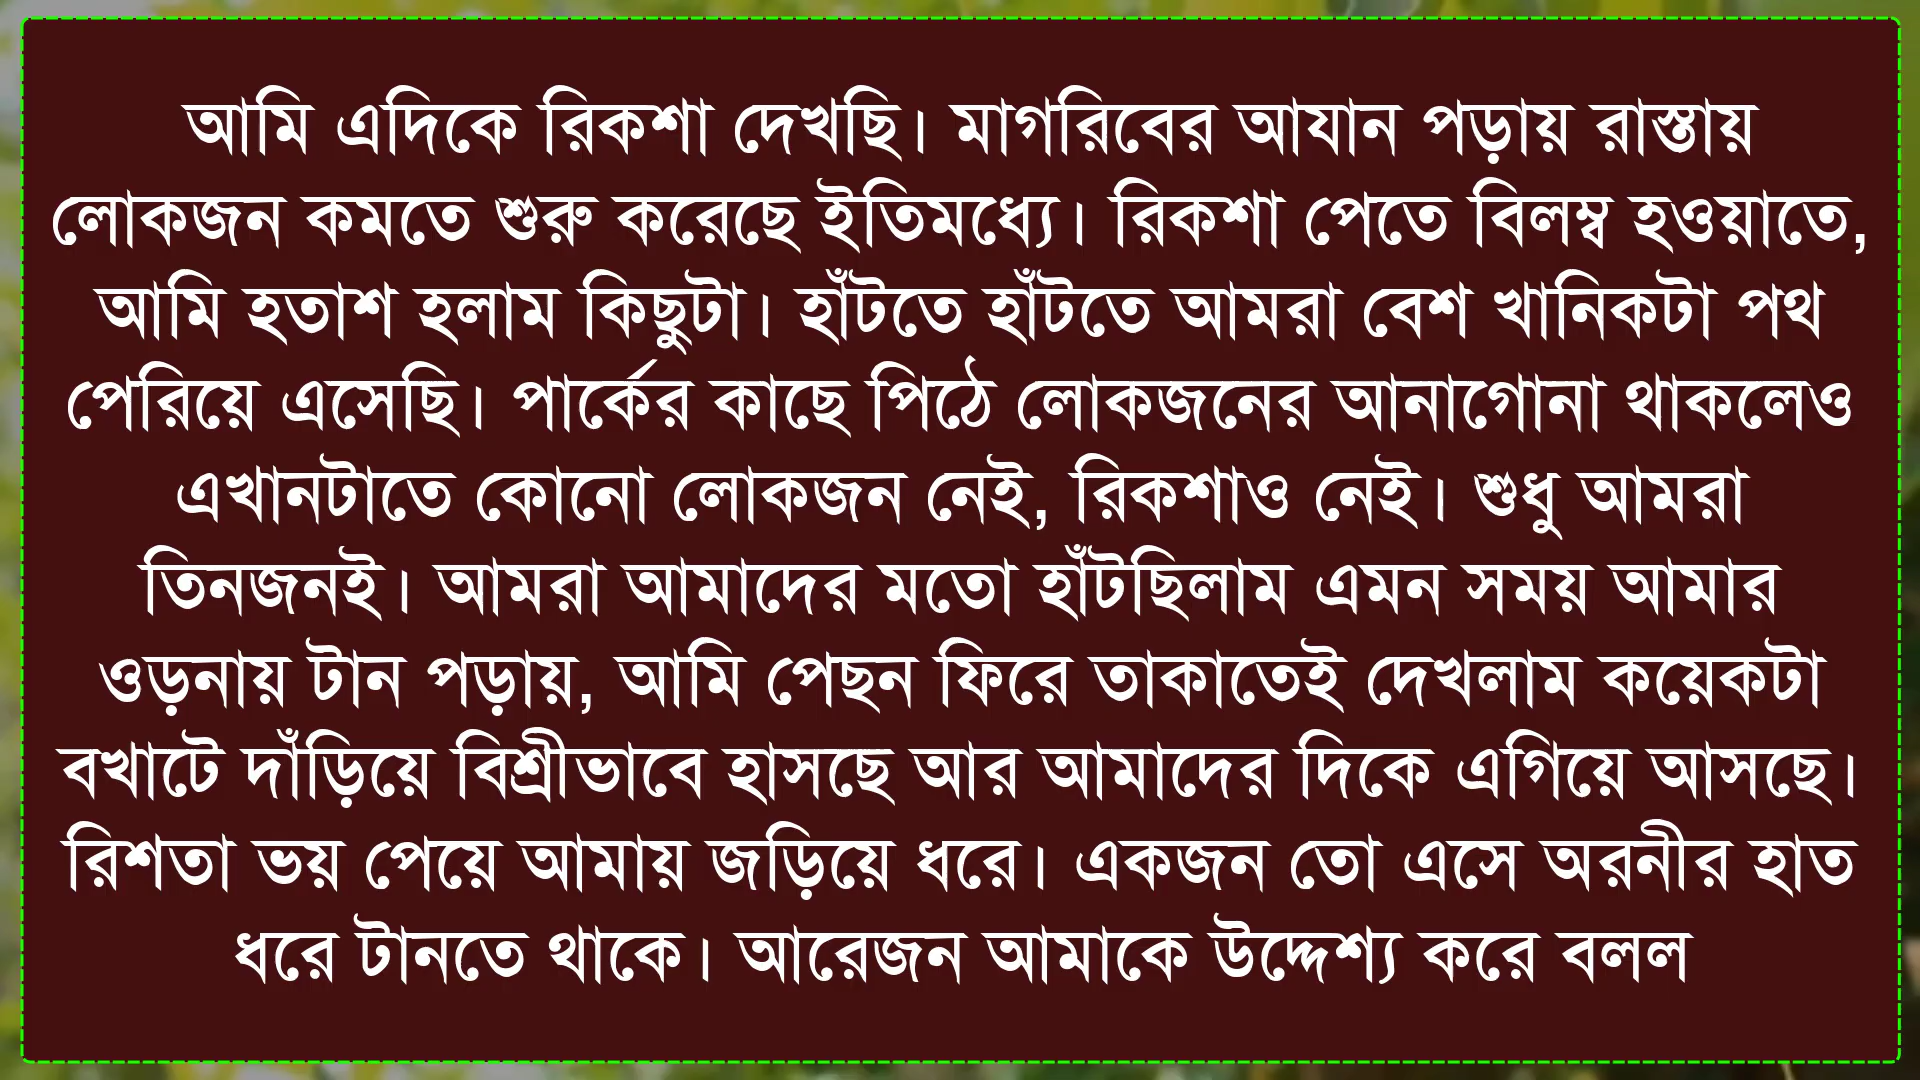 আমি এদিকে রিকশা দেখছি। মাগরিবের আযান পড়ায় রাস্তায়
লোকজন কমতে শুরু করেছে ইতিমধ্যে। রিকশা পেতে বিলম্ব হওয়াতে,
আমি হতাশ হলাম কিছুটা। হাঁটতে হাঁটতে আমরা বেশ খানিকটা পথ
পেরিয়ে এসেছি। পার্কের কাছে পিঠে লোকজনের আনাগোনা থাকলেও
এখানটাতে কোনো লোকজন নেই, রিকশাও নেই। শুধু আমরা
তিনজনই। আমরা আমাদের মতো হাঁটছিলাম এমন সময় আমার
ওড়নায় টান পড়ায়, আমি পেছন ফিরে তাকাতেই দেখলাম কয়েকটা
বখাটে দাঁড়িয়ে বিশ্রীভাবে হাসছে আর আমাদের দিকে এগিয়ে আসছে।
রিশতা ভয় পেয়ে আমায় জড়িয়ে ধরে। একজন তো এসে অরনীর হাত
ধরে টানতে থাকে। আরেজন আমাকে উদ্দেশ্য করে বলল